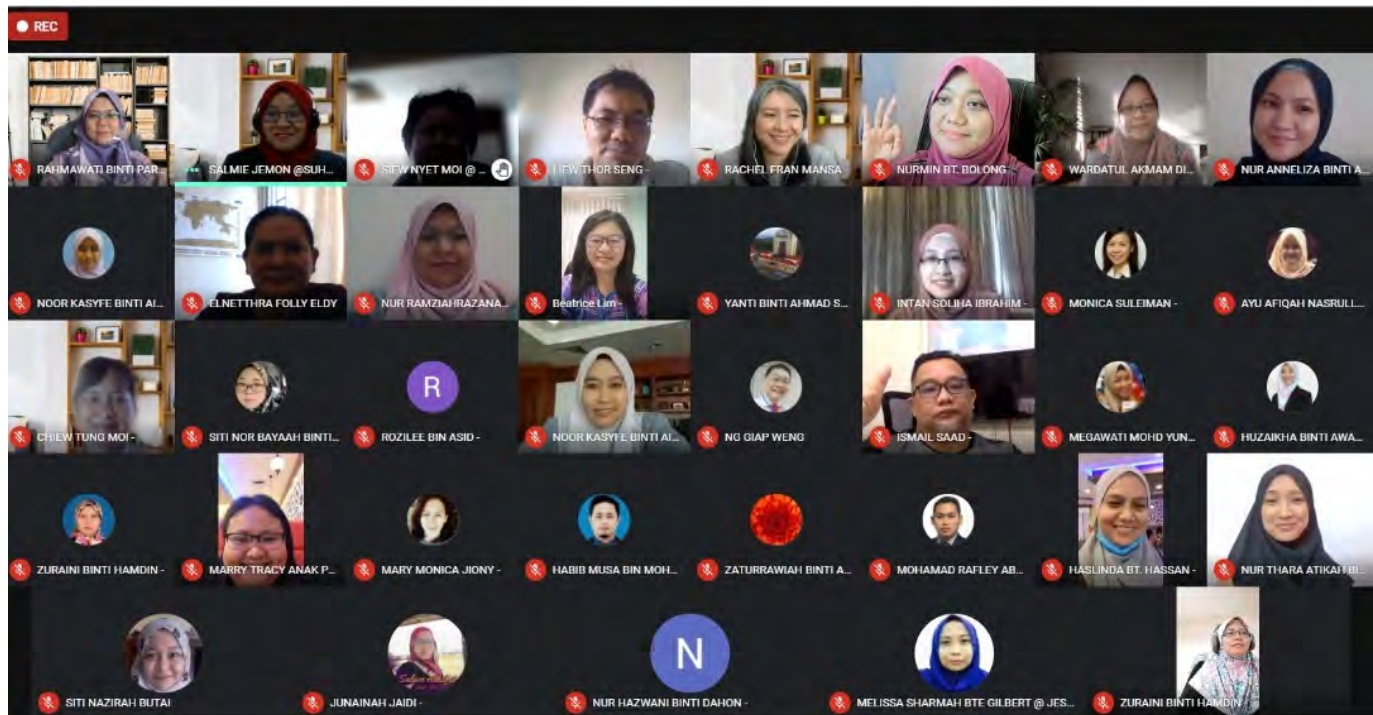 REC
RAHMAWATI BINTI PAR...
SALMIE JEMON @SUH...
SIEW NYET MOI @ ...
LIEW THOR SENG -
RACHEL FRAN MANSA
NURMIN BT. BOLONG
WARDATUL AKMAM DI...
NUR ANNELIZA BINTI A...
NOOR KASYFE BINTI AI...
ELNETTHRA FOLLY ELDY
NUR RAMZIAHRAZANA...
Beatrice Lim -
YANTI BINTI AHMAD S...
INTAN SOLIHA IBRAHIM -
MONICA SULEIMAN -
AYU AFIQAH NASRULL...
CHIEW TUNG MOI -
SITI NOR BAYAAH BINTI...
R
ROZILEE BIN ASID -
NOOR KASYFE BINTI AI...
NG GIAP WENG
ISMAIL SAAD -
MEGAWATI MOHD YUN...
HUZAIKHA BINTI AWA...
ZURAINI BINTI HAMDIN -
MARRY TRACY ANAK P...
MARY MONICA JIONY -
HABIB MUSA BIN MOH...
ZATURRAWIAH BINTI A...
MOHAMAD RAFLEY AB...
HASLINDA BT. HASSAN -
NUR THARA ATIKAH BI...
SITI NAZIRAH BUTAI
JUNAINAH JAIDI -
N
NUR HAZWANI BINTI DAHON -
MELISSA SHARMAH BTE GILBERT @ JES...
ZURAINI BINTI HAMDIN